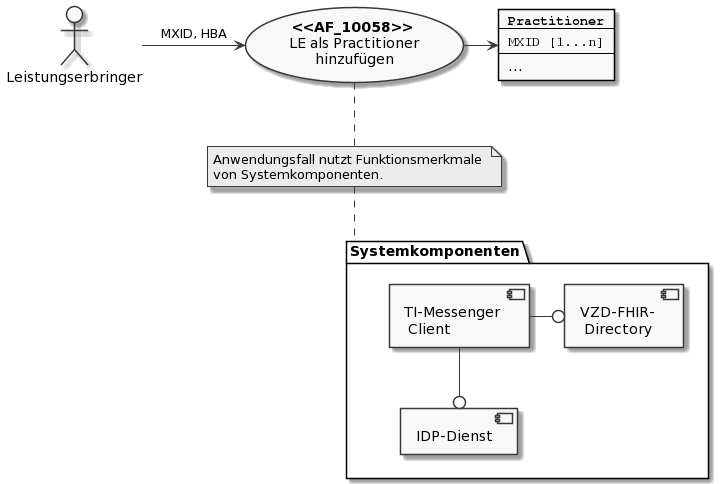 MXID, HBA
Leistungserbringer
<<AF_10058>>
LE als Practitioner
hinzufügen
Practitioner
MXID [1...n]
...
Anwendungsfall nutzt Funktionsmerkmale
von Systemkomponenten.
Systemkomponenten
TI-Messenger
Client
VZD-FHIR-
Directory
IDP-Dienst